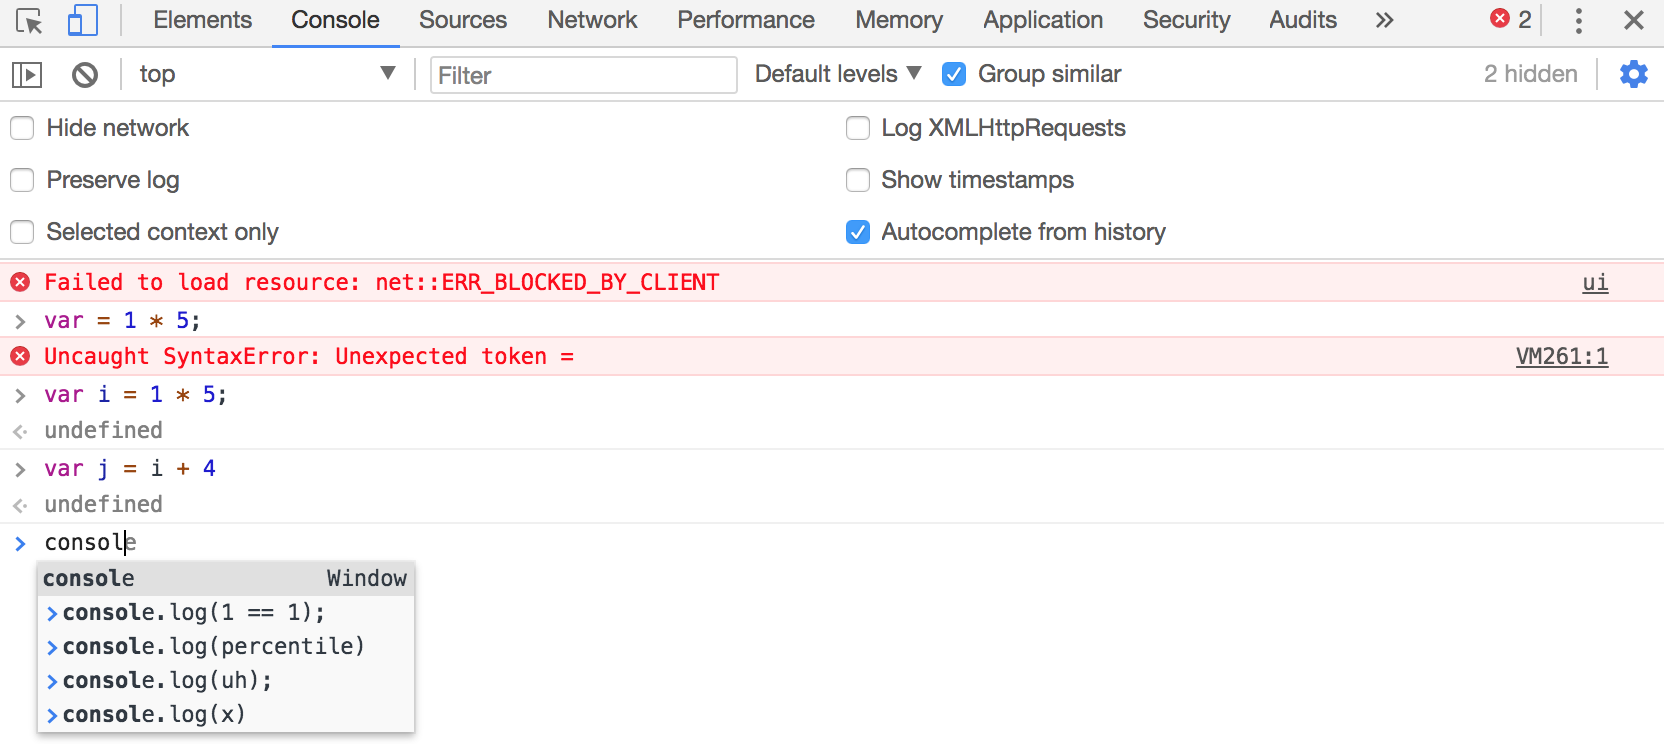 Elements Console Sources Network Performance Memory Application Security Audits » 2
top Filter Default levels Group similar 2 hidden
Hide network Log XMLHttpRequests
Preserve log Show timestamps
Selected context only Autocomplete from history
Failed to load resource: net::ERR_BLOCKED_BY_CLIENT ui
> var = 1 * 5;
Uncaught SyntaxError: Unexpected token = VM261:1
> var i = 1 * 5;
undefined
> var j = i + 4
undefined
> console
console Window
>console.log(1 == 1);
>console.log(percentile)
>console.log(uh);
>console.log(x)